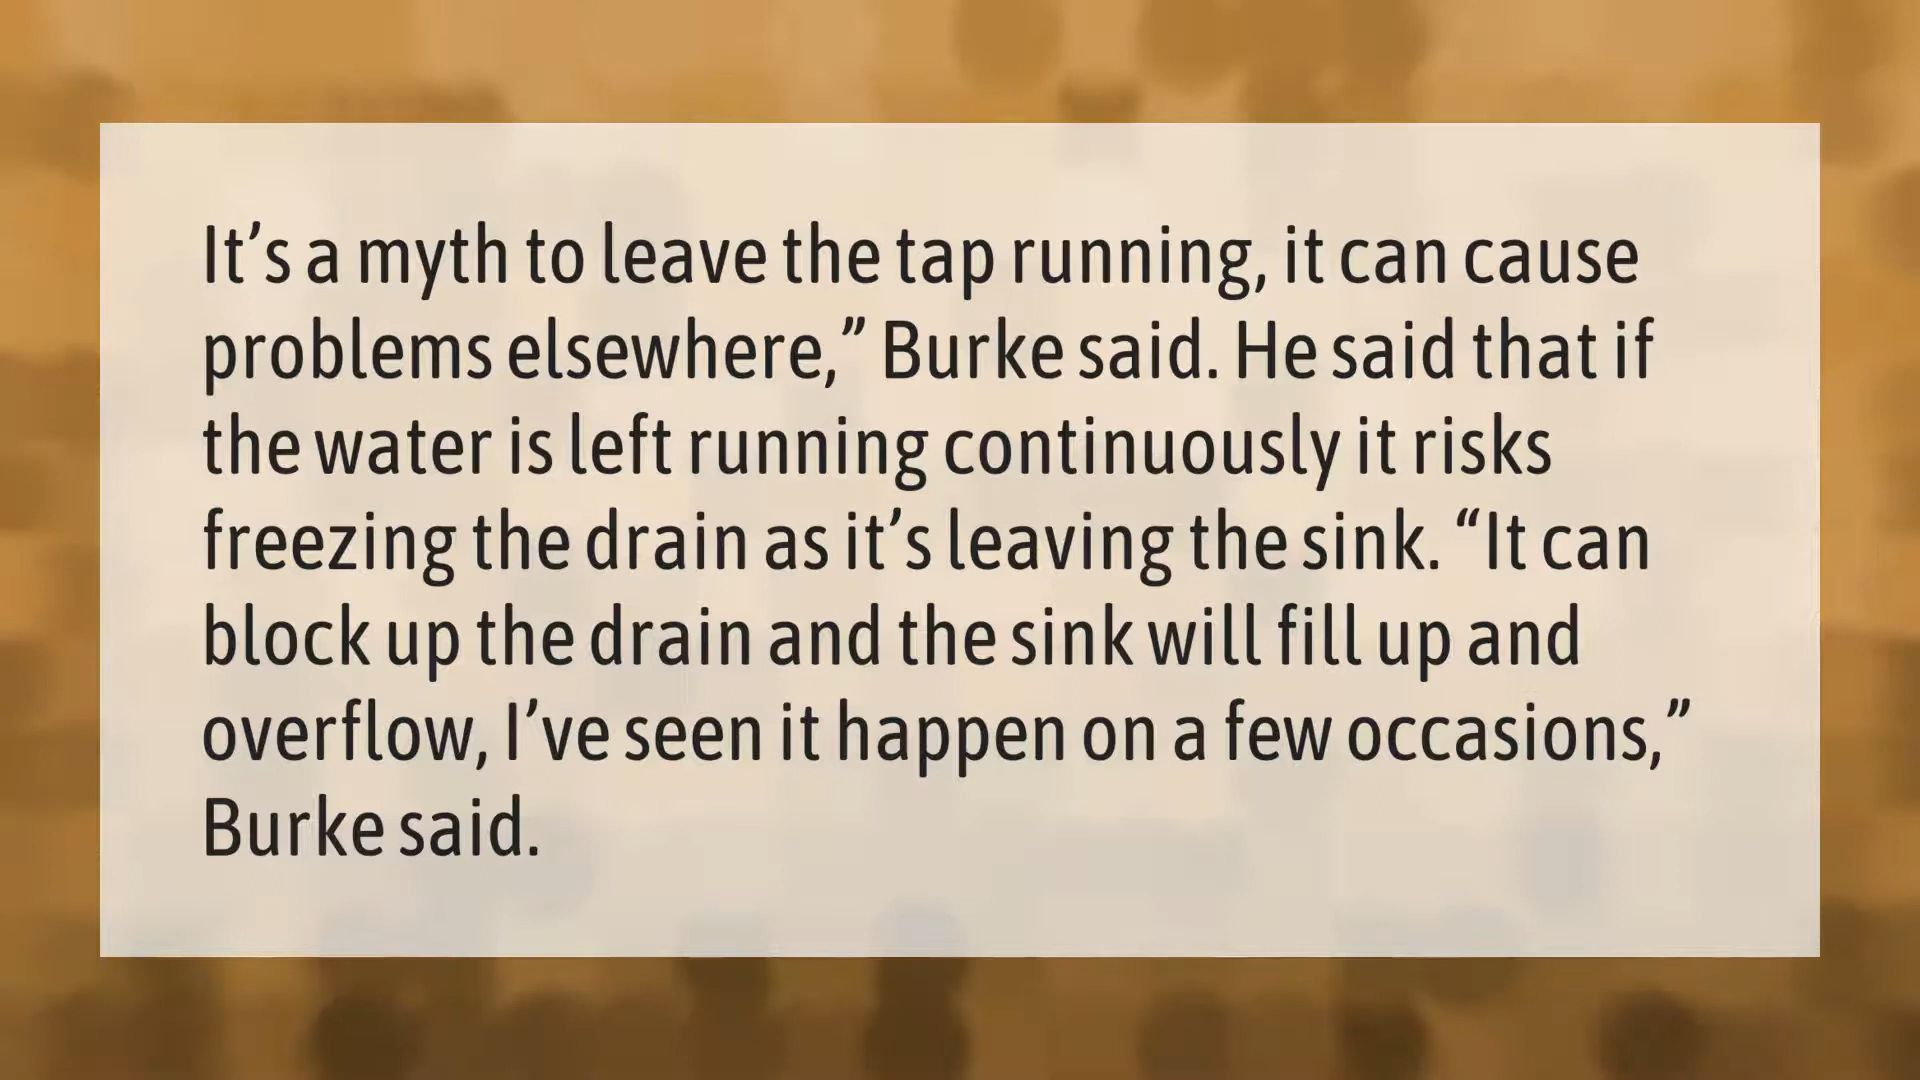 It’s a myth to leave the tap running, it can cause
problems elsewhere,” Burke said. He said that if
the water is left running continuously it risks
freezing the drain as it’s leaving the sink. “It can
block up the drain and the sink will fill up and
overflow, I’ve seen it happen on a few occasions,”
Burke said.